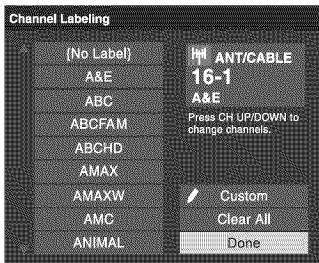 Channel Labeling
(No Label)
A&E
ABC
ABCFAM
ABCHD
AMAX
AMAXW
AMC
ANIMAL
ANT/CABLE
16-1
A&E
Press CH UP/DOWN to
change channels.
Custom
Clear All
Done